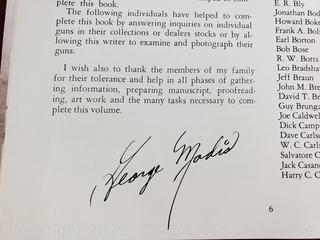 plete this book.
The following individuals have helped to com-
plete this book by answering inquiries on individual
guns in their collections or dealers stocks or by al-
lowing this writer to examine and photograph their
guns.
I wish also to thank the members of my family
for their tolerance and help in all phases of gather-
ing information, preparing manuscript, proofread-
ing, art work and the many tasks necessary to com-
plete this volume.
George Madis
E. R. Bly
Jonathan Bod
Howard Boke
Frank A. Boli
Earl Borton
Bob Bose
R. W. Botts
Leo Bradsha
Jeff Braun
John M. Bre
David T. Br
Guy Brunga
Joe Caldwel
Dick Camp
Dave Carlso
W. C. Carls
Salvatore C
Jack Casan
Harry C. C
6